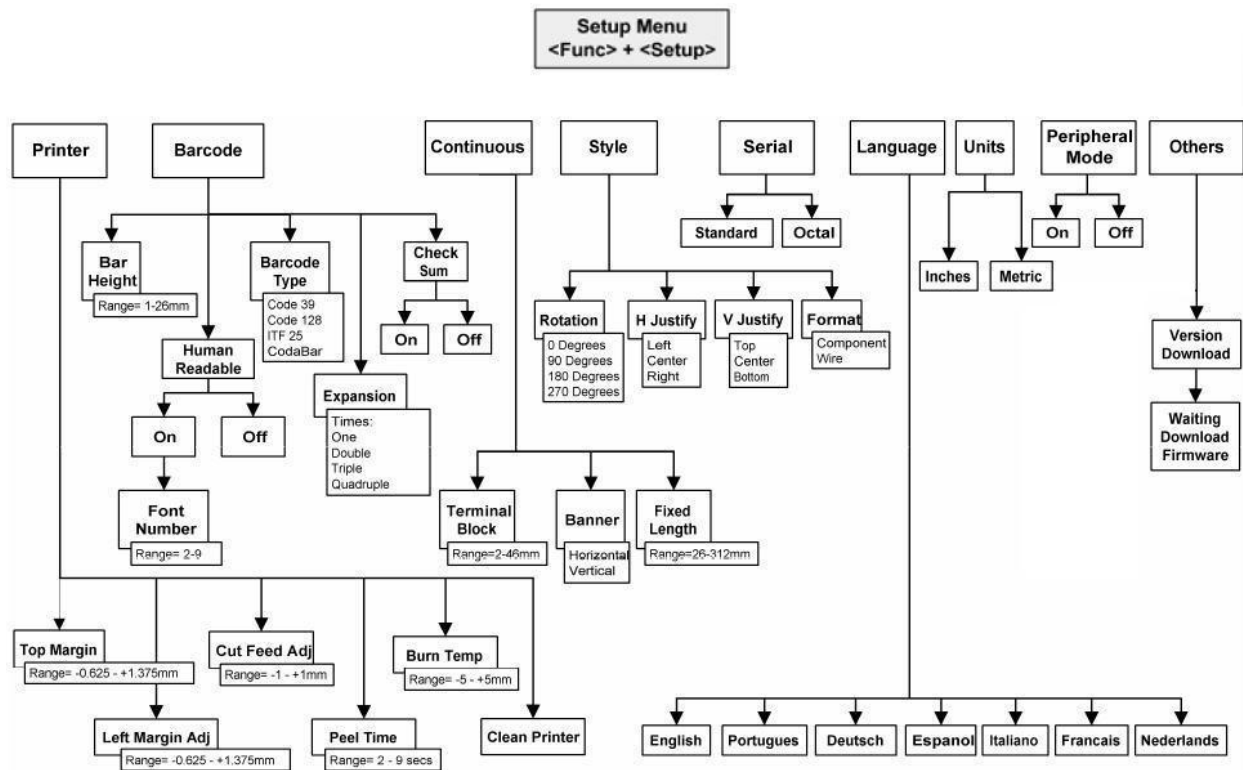 Setup Menu
<Func> + <Setup>
Printer
Barcode
Continuous
Style
Serial
Language
Units
Peripheral
Mode
Others
Bar
Height
Range= 1-26mm
Barcode
Type
Code 39
Code 128
ITF 25
CodaBar
Check
Sum
On
Off
Human
Readable
On
Off
Font
Number
Range= 2-9
Expansion
Times:
One
Double
Triple
Quadruple
Standard
Octal
Rotation
0 Degrees
90 Degrees
180 Degrees
270 Degrees
H Justify
Left
Center
Right
V Justify
Top
Center
Bottom
Format
Component
Wire
Inches
Metric
On
Off
Version
Download
Waiting
Download
Firmware
Terminal
Block
Range=2-46mm
Banner
Horizontal
Vertical
Fixed
Length
Range=26-312mm
Top Margin
Range= -0.625 - +1.375mm
Cut Feed Adj
Range= -1 - +1mm
Burn Temp
Range= -5 - +5mm
Left Margin Adj
Range= -0.625 - +1.375mm
Peel Time
Range= 2 - 9 secs
Clean Printer
English
Portugues
Deutsch
Espanol
Italiano
Francais
Nederlands